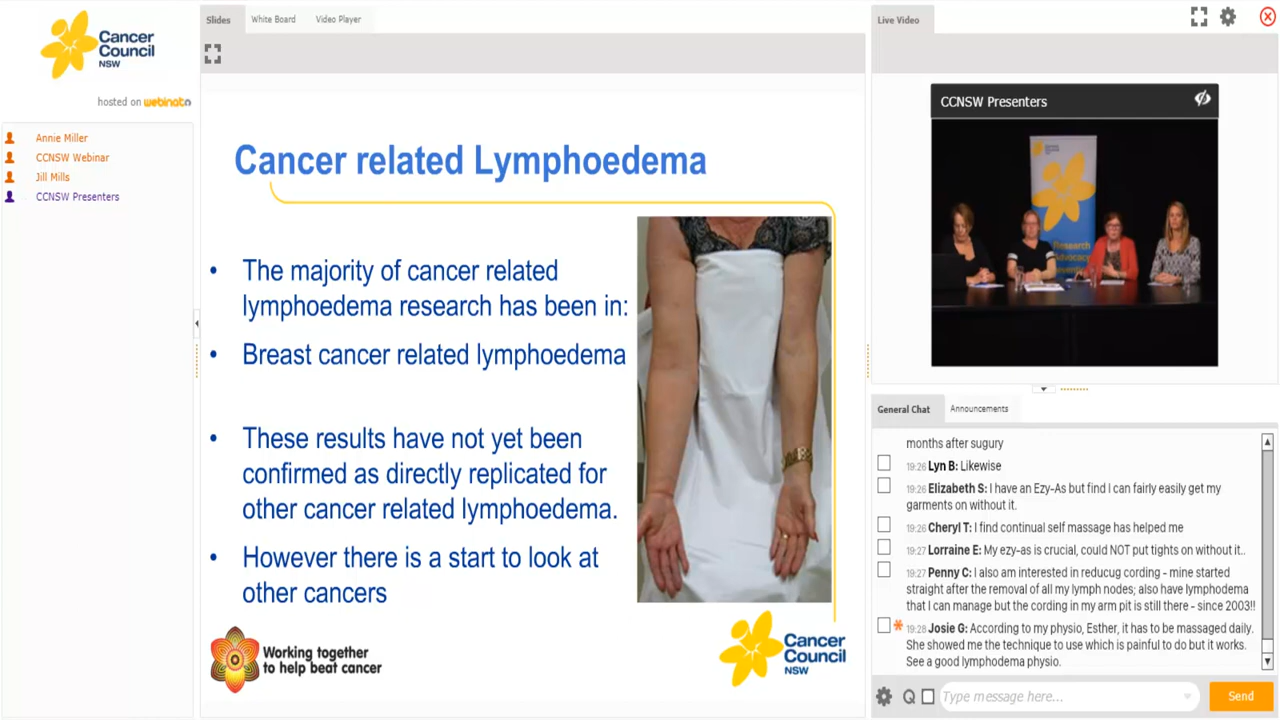 Cancer
Council
NSW
hosted on webinato
Annie Miller
CCNSW Webinar
Jill Mills
CCNSW Presenters
Slides
White Board
Video Player
Cancer related Lymphoedema
• The majority of cancer related
lymphoedema research has been in:
• Breast cancer related lymphoedema
• These results have not yet been
confirmed as directly replicated for
other cancer related lymphoedema.
• However there is a start to look at
other cancers
Working together
to help beat cancer
Cancer
Council
NSW
Live Video
CCNSW Presenters
Research
Advocacy
General Chat
Announcements
months after sugury
19:26 Lyn B: Likewise
19:26 Elizabeth S: I have an Ezy-As but find I can fairly easily get my
garments on without it.
19:26 Cheryl T: I find continual self massage has helped me
19:27 Lorraine E: My ezy-as is crucial, could NOT put tights on without it..
19:27 Penny C: I also am interested in reducug cording - mine started
straight after the removal of all my lymph nodes; also have lymphodema
that I can manage but the cording in my arm pit is still there - since 2003!!
* 19:28 Josie G: According to my physio, Esther, it has to be massaged daily.
She showed me the technique to use which is painful to do but it works.
See a good lymphodema physio.
Q
Type message here...
Send